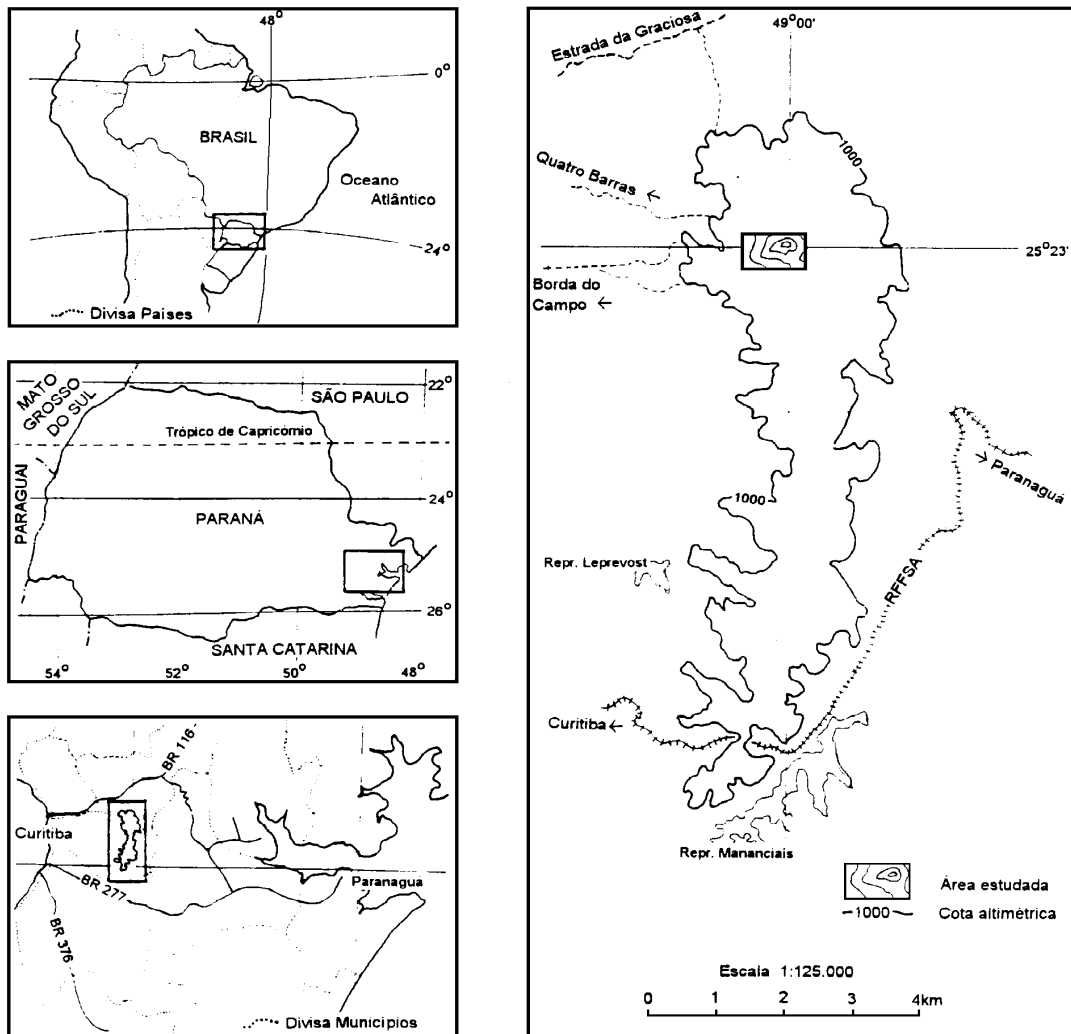 48°
0°
BRASIL
Oceano
Atlântico
24°
Divisa Países
MATO
GROSSO
DO SUL
SÃO PAULO
22°
Trópico de Capricórnio
PARAGUAI
24°
PARANÁ
26°
SANTA CATARINA
54°
52°
50°
48°
BR 116
Curitiba
BR 277
Paranagua
BR 376
Divisa Municípios
49°00'
Estrada da Graciosa
1000
Quatro Barras
25°23'
Borda do
Campo
Paranaguá
1000
Repr. Leprevost
RFFSA
Curitiba
Repr. Mananciais
Área estudada
1000
Cota altimétrica
Escala 1:125.000
0 1 2 3 4km